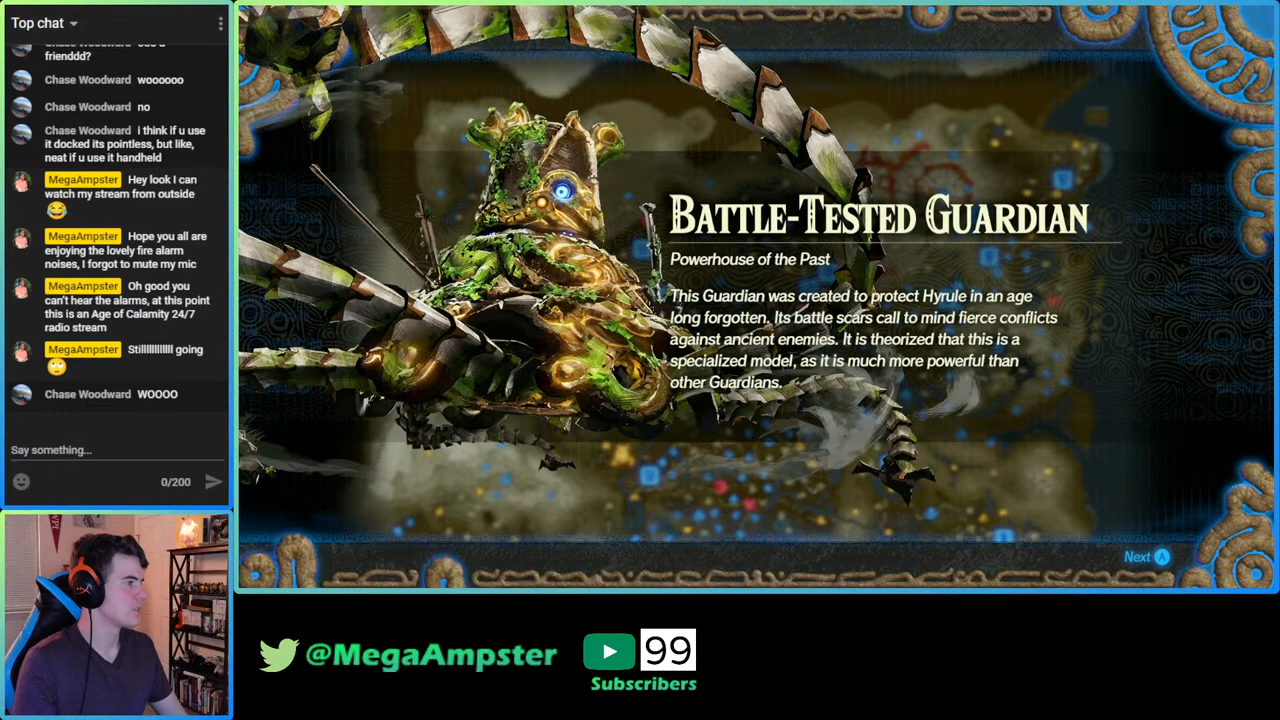 Top chat
frienddd?
Chase Woodward woooooo
Chase Woodward no
Chase Woodward i think if u use
it docked its pointless, but like,
neat if u use it handheld
MegaAmpster Hey look I can
watch my stream from outside
😂
MegaAmpster Hope you all are
enjoying the lovely fire alarm
noises, I forgot to mute my mic
MegaAmpster Oh good you
can't hear the alarms, at this point
this is an Age of Calamity 24/7
radio stream
MegaAmpster Stillllllllllllll going
🙄
Chase Woodward WOOOO
Say something...
0/200
Battle-Tested Guardian
Powerhouse of the Past
This Guardian was created to protect Hyrule in an age
long forgotten. Its battle scars call to mind fierce conflicts
against ancient enemies. It is theorized that this is a
specialized model, as it is much more powerful than
other Guardians.
Next A
@MegaAmpster
99
Subscribers